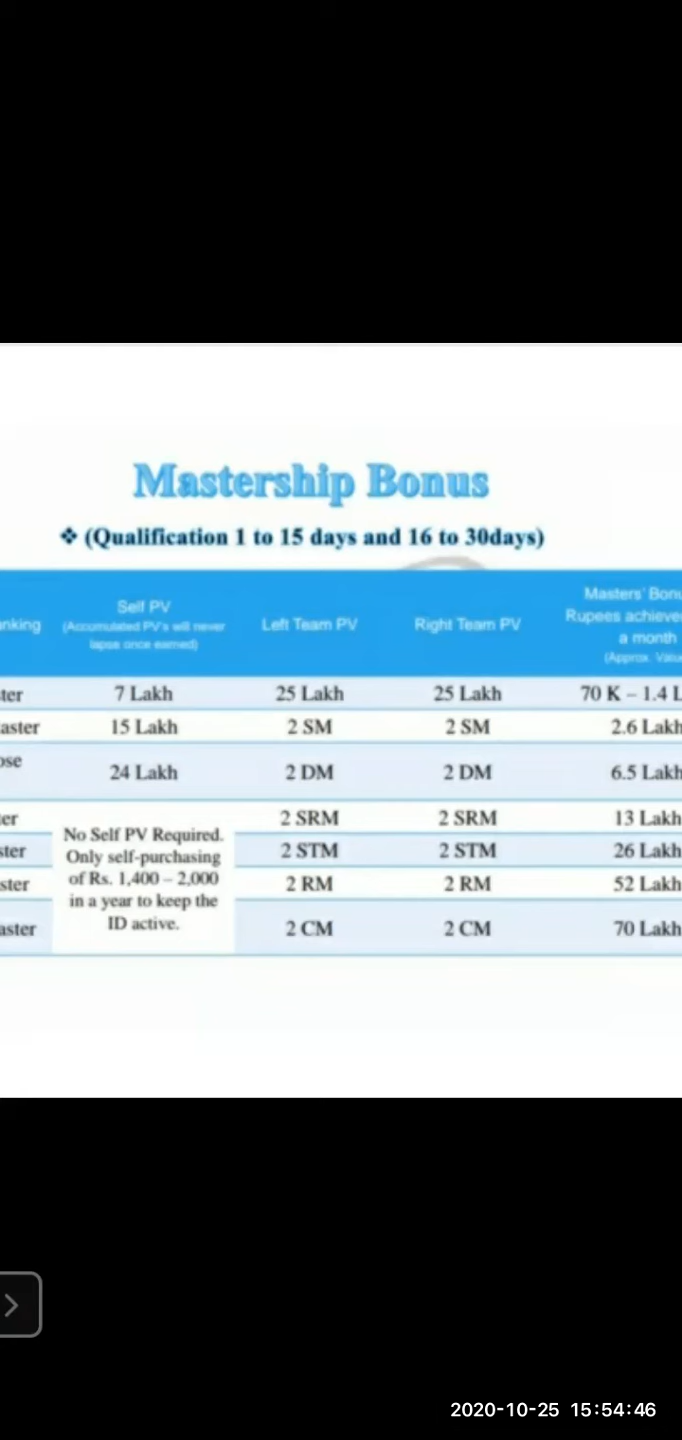 Mastership Bonus
❖ (Qualification 1 to 15 days and 16 to 30days)
nking Self PV (Accumulated PV's will never lapse once earned) Left Team PV Right Team PV Masters' Bonu Rupees achieve a month (Approx. Valu
ter 7 Lakh 25 Lakh 25 Lakh 70 K – 1.4 L
aster 15 Lakh 2 SM 2 SM 2.6 Lakh
ose 24 Lakh 2 DM 2 DM 6.5 Lakh
er 2 SRM 2 SRM 13 Lakh
ster 2 STM 2 STM 26 Lakh
ster 2 RM 2 RM 52 Lakh
aster 2 CM 2 CM 70 Lakh
No Self PV Required.
Only self-purchasing
of Rs. 1,400 – 2,000
in a year to keep the
ID active.
2020-10-25 15:54:46